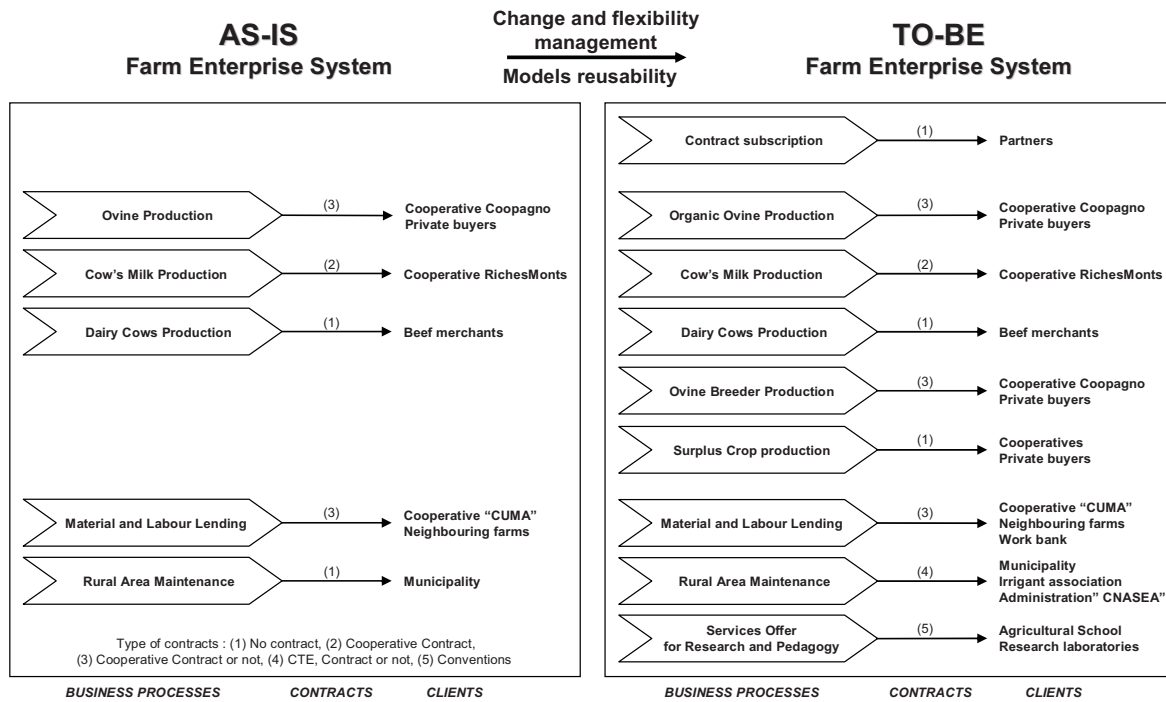 AS-IS
Farm Enterprise System
Change and flexibility
management
Models reusability
TO-BE
Farm Enterprise System
Ovine Production
(3)
Cooperative Coopagno
Private buyers
Cow's Milk Production
(2)
Cooperative RichesMonts
Dairy Cows Production
(1)
Beef merchants
Material and Labour Lending
(3)
Cooperative “CUMA”
Neighbouring farms
Rural Area Maintenance
(1)
Municipality
Type of contracts : (1) No contract, (2) Cooperative Contract,
(3) Cooperative Contract or not, (4) CTE, Contract or not, (5) Conventions
BUSINESS PROCESSES
CONTRACTS
CLIENTS
Contract subscription
(1)
Partners
Organic Ovine Production
(3)
Cooperative Coopagno
Private buyers
Cow's Milk Production
(2)
Cooperative RichesMonts
Dairy Cows Production
(1)
Beef merchants
Ovine Breeder Production
(3)
Cooperative Coopagno
Private buyers
Surplus Crop production
(1)
Cooperatives
Private buyers
Material and Labour Lending
(3)
Cooperative “CUMA”
Neighbouring farms
Work bank
Rural Area Maintenance
(4)
Municipality
Irrigant association
Administration” CNASEA”
Services Offer
for Research and Pedagogy
(5)
Agricultural School
Research laboratories
BUSINESS PROCESSES
CONTRACTS
CLIENTS